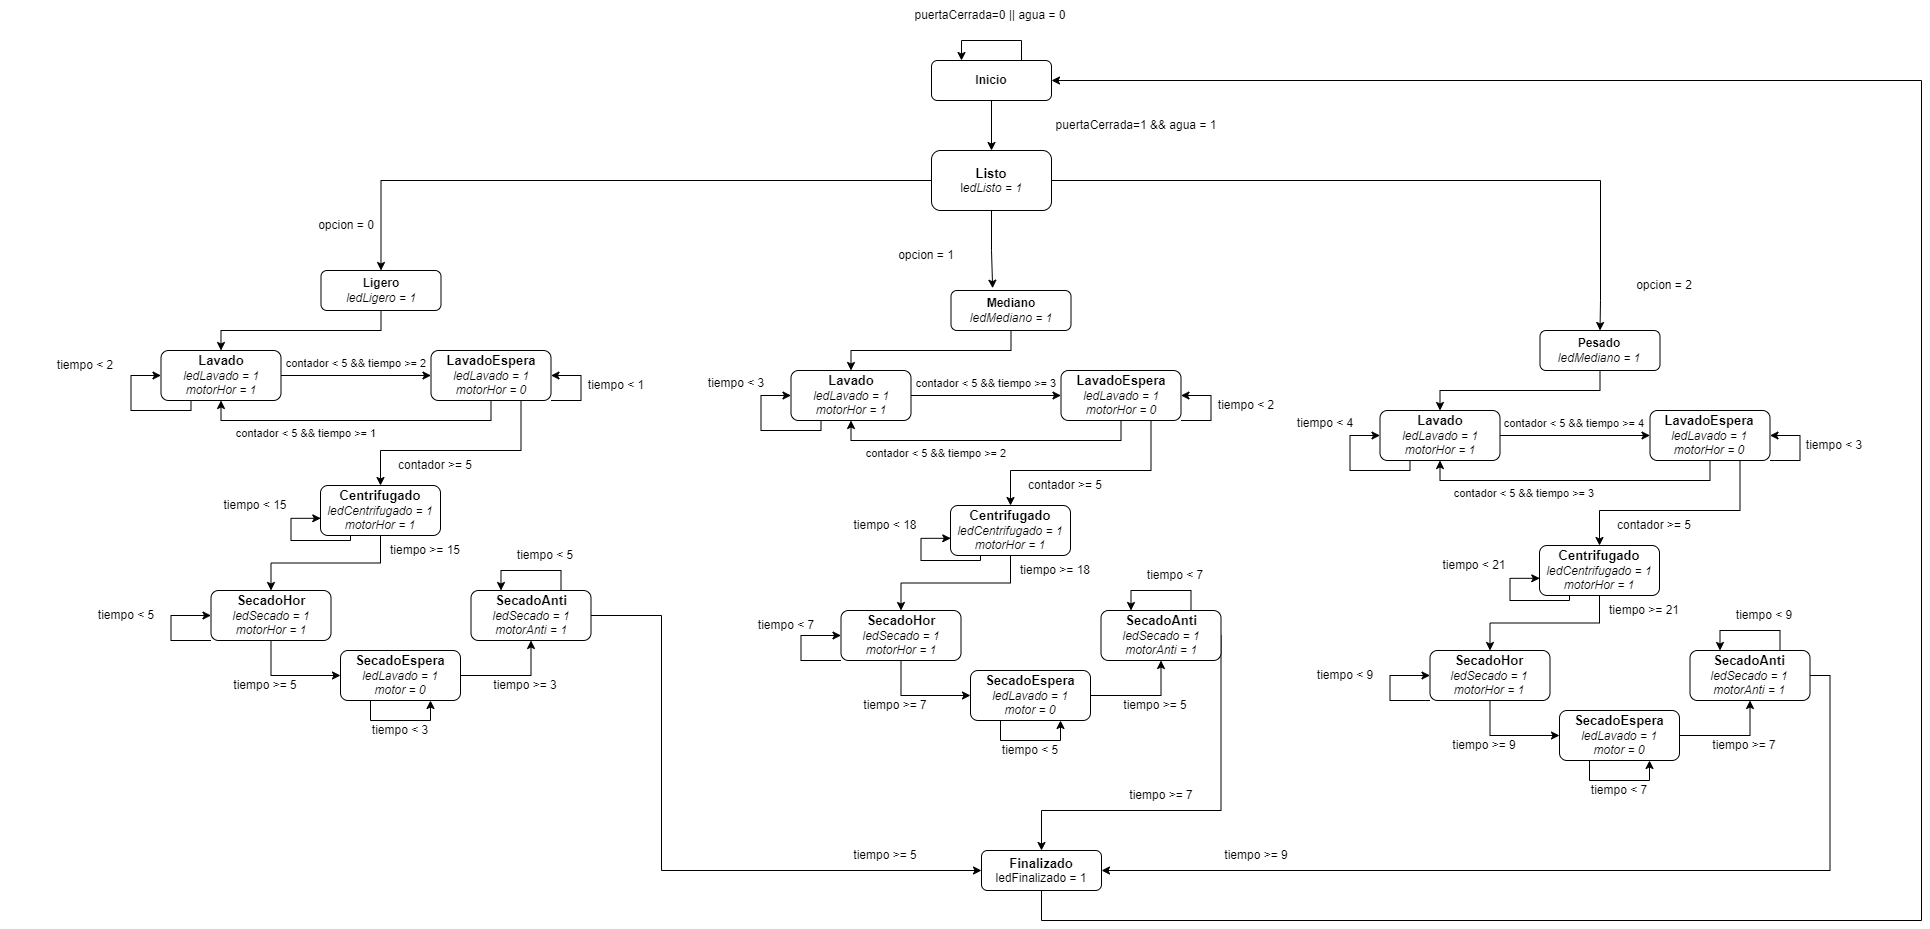 puertaCerrada=0 || agua = 0
Inicio
puertaCerrada=1 && agua = 1
Listo
ledListo = 1
opcion = 0
opcion = 1
opcion = 2
Ligero
ledLigero = 1
tiempo < 2
Lavado
ledLavado = 1
motorHor = 1
contador < 5 && tiempo >= 2
LavadoEspera
ledLavado = 1
motorHor = 0
tiempo < 1
contador < 5 && tiempo >= 1
contador >= 5
tiempo < 15
Centrifugado
ledCentrifugado = 1
motorHor = 1
tiempo >= 15
tiempo < 5
SecadoHor
ledSecado = 1
motorHor = 1
tiempo >= 5
SecadoEspera
ledLavado = 1
motor = 0
tiempo < 3
tiempo >= 3
tiempo < 5
SecadoAnti
ledSecado = 1
motorAnti = 1
tiempo >= 5
Mediano
ledMediano = 1
tiempo < 3
Lavado
ledLavado = 1
motorHor = 1
contador < 5 && tiempo >= 3
LavadoEspera
ledLavado = 1
motorHor = 0
tiempo < 2
contador < 5 && tiempo >= 2
contador >= 5
tiempo < 18
Centrifugado
ledCentrifugado = 1
motorHor = 1
tiempo >= 18
tiempo < 7
SecadoHor
ledSecado = 1
motorHor = 1
tiempo >= 7
SecadoEspera
ledLavado = 1
motor = 0
tiempo < 5
tiempo >= 5
tiempo < 7
SecadoAnti
ledSecado = 1
motorAnti = 1
tiempo >= 7
Pesado
ledMediano = 1
tiempo < 4
Lavado
ledLavado = 1
motorHor = 1
contador < 5 && tiempo >= 4
LavadoEspera
ledLavado = 1
motorHor = 0
tiempo < 3
contador < 5 && tiempo >= 3
contador >= 5
tiempo < 21
Centrifugado
ledCentrifugado = 1
motorHor = 1
tiempo >= 21
tiempo < 9
SecadoHor
ledSecado = 1
motorHor = 1
tiempo >= 9
SecadoEspera
ledLavado = 1
motor = 0
tiempo < 7
tiempo >= 7
tiempo < 9
SecadoAnti
ledSecado = 1
motorAnti = 1
tiempo >= 9
Finalizado
ledFinalizado = 1